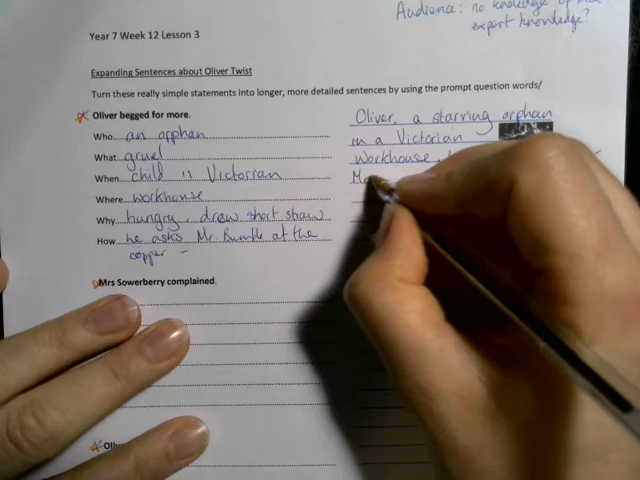 Audience: no knowledge of
expert knowledge?
Year 7 Week 12 Lesson 3
Expanding Sentences about Oliver Twist
Turn these really simple statements into longer, more detailed sentences by using the prompt question words/
Oliver begged for more.
Who an orphan
What gruel
When child in Victorian
Where workhouse
Why hungry, drew short straw
How he asks Mr Bumble at the
copper -
Oliver, a starving orphan
in a Victorian
Workhouse,
Mrs Sowerberry complained.